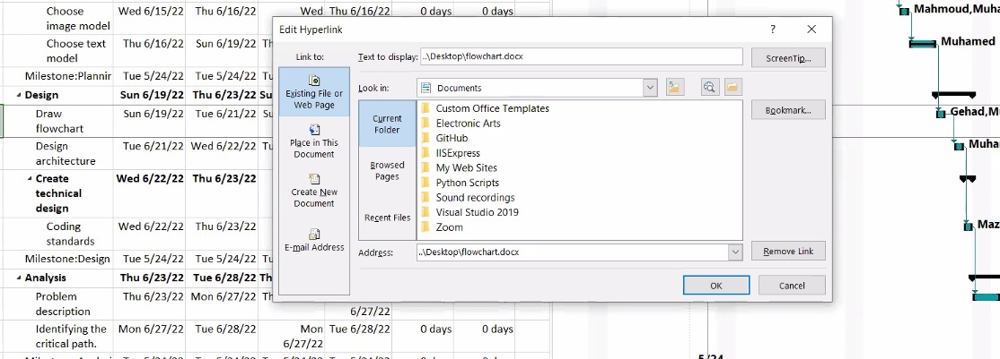 Choose Wed 6/15/22 Thu 6/16/22 Wed Thu 6/16/22 0 days 0 days
image model
Choose text Thu 6/16/22 Sun 6/19/22 Th
model
Milestone:Plannir Tue 5/24/22 Tue 5/24/22 Tu
Design Sun 6/19/22 Thu 6/23/22 Su
Draw Sun 6/19/22 Tue 6/21/22 Su
flowchart
Design Tue 6/21/22 Wed 6/22/22 Tu
architecture
Create Wed 6/22/22 Thu 6/23/22
technical
design
Coding Wed 6/22/22 Thu 6/23/22
standards
Milestone:Design Tue 5/24/22 Tue 5/24/22 Tu
Analysis Thu 6/23/22 Tue 6/28/22 Th
Problem Thu 6/23/22 Mon 6/27/22 Th
description 6/27/22
Identifying the Mon 6/27/22 Tue 6/28/22 Mon Tue 6/28/22 0 days 0 days
critical path. 6/27/22
Edit Hyperlink
?
Link to:
Existing File or
Web Page
Place in This
Document
Create New
Document
E-mail Address
Text to display: ..\Desktop\flowchart.docx
ScreenTip...
Look in: Documents
Bookmark...
Current
Folder
Browsed
Pages
Recent Files
Custom Office Templates
Electronic Arts
GitHub
IISExpress
My Web Sites
Python Scripts
Sound recordings
Visual Studio 2019
Zoom
Address: ..\Desktop\flowchart.docx
Remove Link
OK Cancel
Mahmoud,Muha
Muhamed
Gehad,M
Muha
Maz
5/24